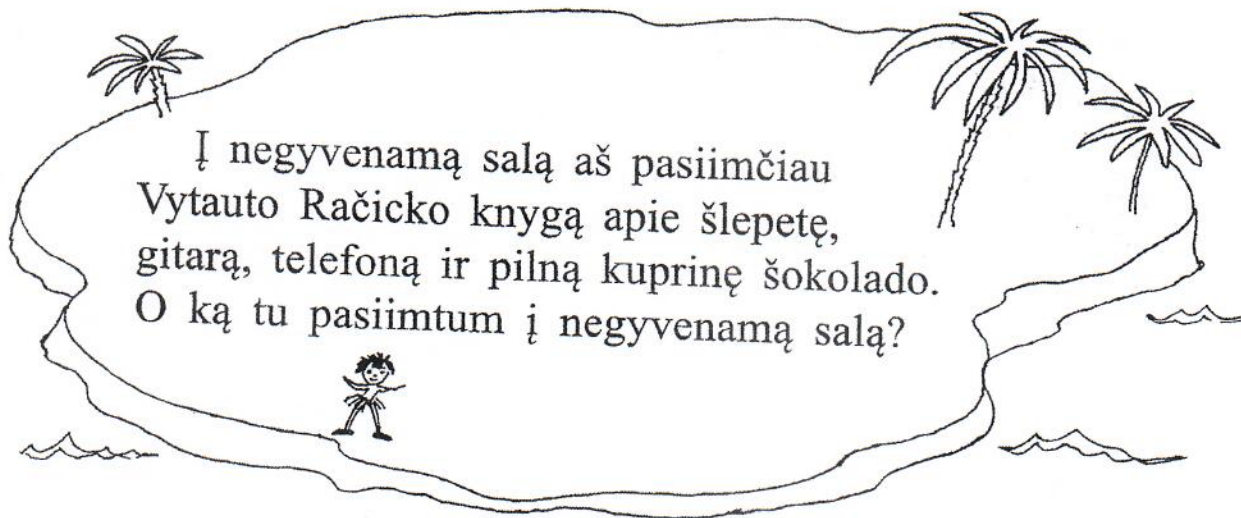 Į negyvenamą salą aš pasiimčiau
Vytauto Račicko knygą apie šlepetę,
gitarą, telefoną ir pilną kuprinę šokolado.
O ką tu pasiimtum į negyvenamą salą?